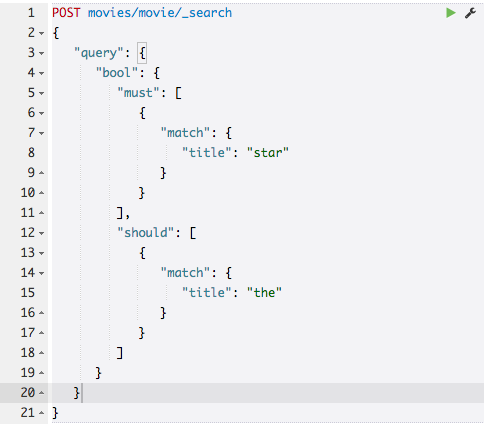 1 POST movies/movie/_search
2 {
3 "query": {
4 "bool": {
5 "must": [
6 {
7 "match": {
8 "title": "star"
9 }
10 }
11 ],
12 "should": [
13 {
14 "match": {
15 "title": "the"
16 }
17 }
18 ]
19 }
20 }
21 }